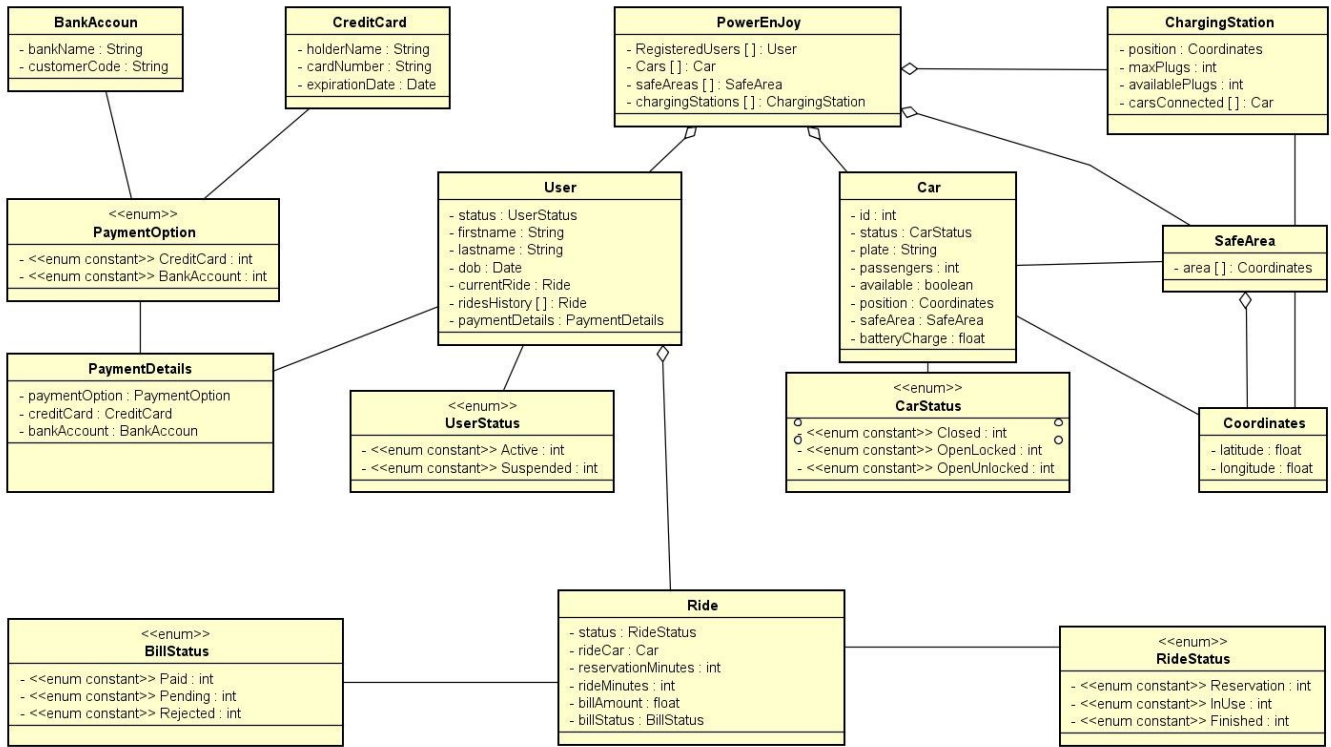 BankAccoun
- bankName : String
- customerCode : String
CreditCard
- holderName : String
- cardNumber : String
- expirationDate : Date
PowerEnJoy
- RegisteredUsers [ ] : User
- Cars [ ] : Car
- safeAreas [ ] : SafeArea
- chargingStations [ ] : ChargingStation
ChargingStation
- position : Coordinates
- maxPlugs : int
- availablePlugs : int
- carsConnected [ ] : Car
<<enum>>
PaymentOption
- <<enum constant>> CreditCard : int
- <<enum constant>> BankAccount : int
User
- status : UserStatus
- firstname : String
- lastname : String
- dob : Date
- currentRide : Ride
- ridesHistory [ ] : Ride
- paymentDetails : PaymentDetails
Car
- id : int
- status : CarStatus
- plate : String
- passengers : int
- available : boolean
- position : Coordinates
- safeArea : SafeArea
- batteryCharge : float
SafeArea
- area [ ] : Coordinates
PaymentDetails
- paymentOption : PaymentOption
- creditCard : CreditCard
- bankAccount : BankAccoun
<<enum>>
UserStatus
- <<enum constant>> Active : int
- <<enum constant>> Suspended : int
<<enum>>
CarStatus
- <<enum constant>> Closed : int
- <<enum constant>> OpenLocked : int
- <<enum constant>> OpenUnlocked : int
Coordinates
- latitude : float
- longitude : float
<<enum>>
BillStatus
- <<enum constant>> Paid : int
- <<enum constant>> Pending : int
- <<enum constant>> Rejected : int
Ride
- status : RideStatus
- rideCar : Car
- reservationMinutes : int
- rideMinutes : int
- billAmount : float
- billStatus : BillStatus
<<enum>>
RideStatus
- <<enum constant>> Reservation : int
- <<enum constant>> InUse : int
- <<enum constant>> Finished : int